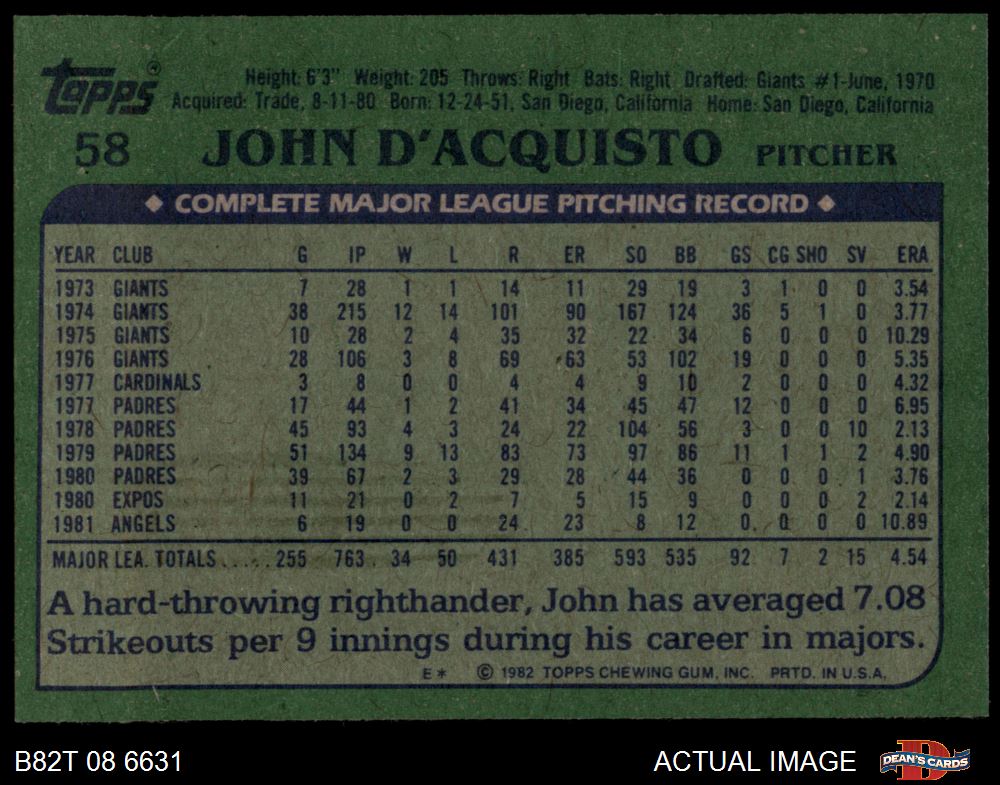 Topps®
Height: 6'3" Weight: 205 Throws: Right Bats: Right Drafted: Giants #1-June, 1970
Acquired: Trade, 8-11-80 Born: 12-24-51, San Diego, California Home: San Diego, California
58 JOHN D'ACQUISTO PITCHER
◆ COMPLETE MAJOR LEAGUE PITCHING RECORD ◆
YEAR CLUB G IP W L R ER SO BB GS CG SHO SV ERA
1973 GIANTS 7 28 1 1 14 11 29 19 3 1 0 0 3.54
1974 GIANTS 38 215 12 14 101 90 167 124 36 5 1 0 3.77
1975 GIANTS 10 28 2 4 35 32 22 34 6 0 0 0 10.29
1976 GIANTS 28 106 3 8 69 63 53 102 19 0 0 0 5.35
1977 CARDINALS 3 8 0 0 4 4 9 10 2 0 0 0 4.32
1977 PADRES 17 44 1 2 41 34 45 47 12 0 0 0 6.95
1978 PADRES 45 93 4 3 24 22 104 56 3 0 0 10 2.13
1979 PADRES 51 134 9 13 83 73 97 86 11 1 1 2 4.90
1980 PADRES 39 67 2 3 29 28 44 36 0 0 0 1 3.76
1980 EXPOS 11 21 0 2 7 5 15 9 0 0 0 2 2.14
1981 ANGELS 6 19 0 0 24 23 8 12 0 0 0 0 10.89
MAJOR LEA. TOTALS..... 255 763 34 50 431 385 593 535 92 7 2 15 4.54
A hard-throwing righthander, John has averaged 7.08
Strikeouts per 9 innings during his career in majors.
E* © 1982 TOPPS CHEWING GUM, INC. PRTD. IN U.S.A.
B82T 08 6631 ACTUAL IMAGE D DEAN'S CARDS